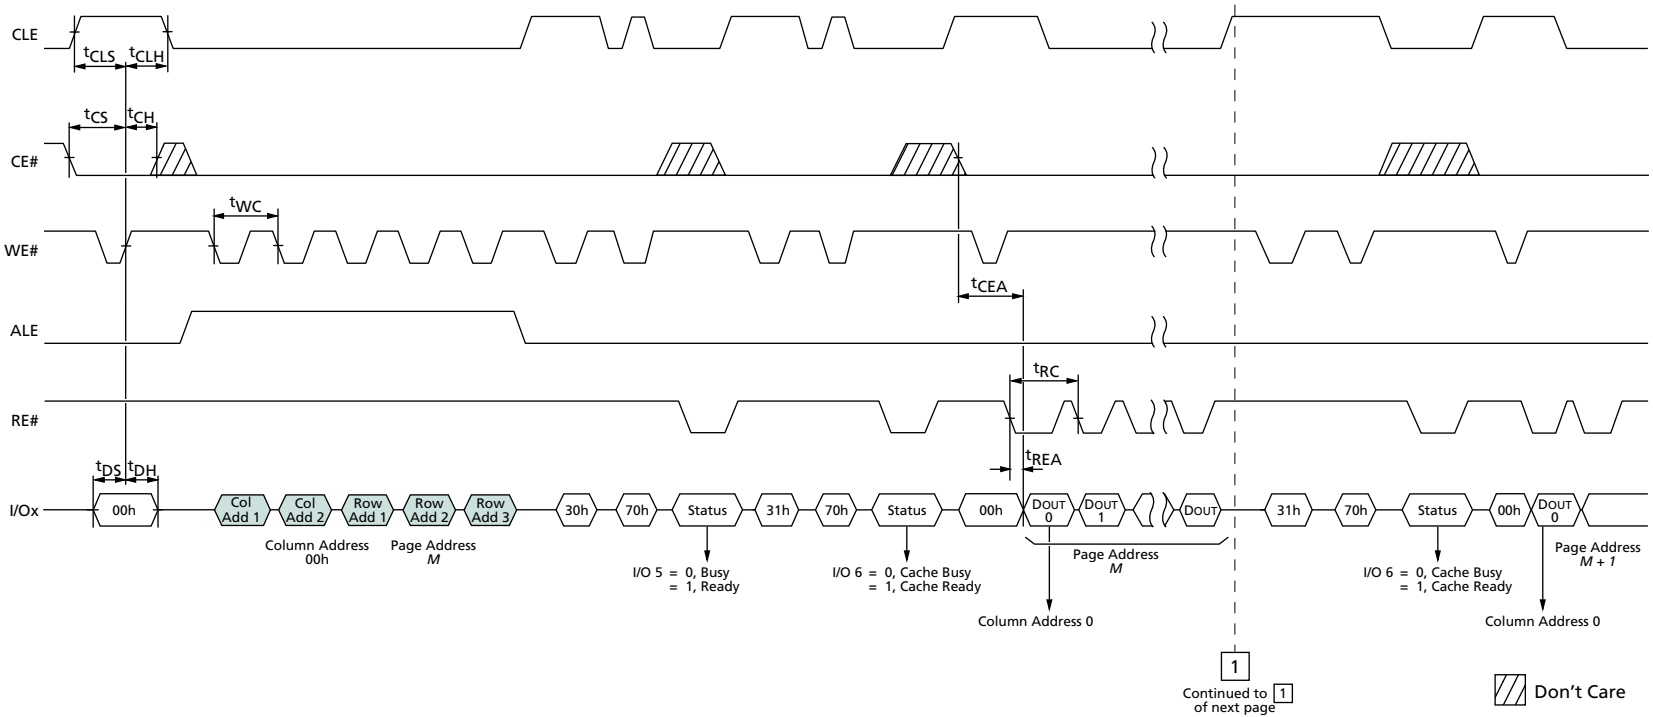 CLE
tCLS tCLH
tCS tCH
CE#
tWC
WE#
tCEA
ALE
tRC
RE#
tREA
tDS tDH
I/Ox
00h
Col Add 1
Col Add 2
Row Add 1
Row Add 2
Row Add 3
30h
70h
Status
31h
70h
Status
00h
DOUT 0
DOUT 1
DOUT
31h
70h
Status
00h
DOUT 0
Column Address
00h
Page Address
M
I/O 5 = 0, Busy
= 1, Ready
I/O 6 = 0, Cache Busy
= 1, Cache Ready
Page Address
M
Column Address 0
I/O 6 = 0, Cache Busy
= 1, Cache Ready
Page Address
M + 1
Column Address 0
1
Continued to 1
of next page
Don't Care